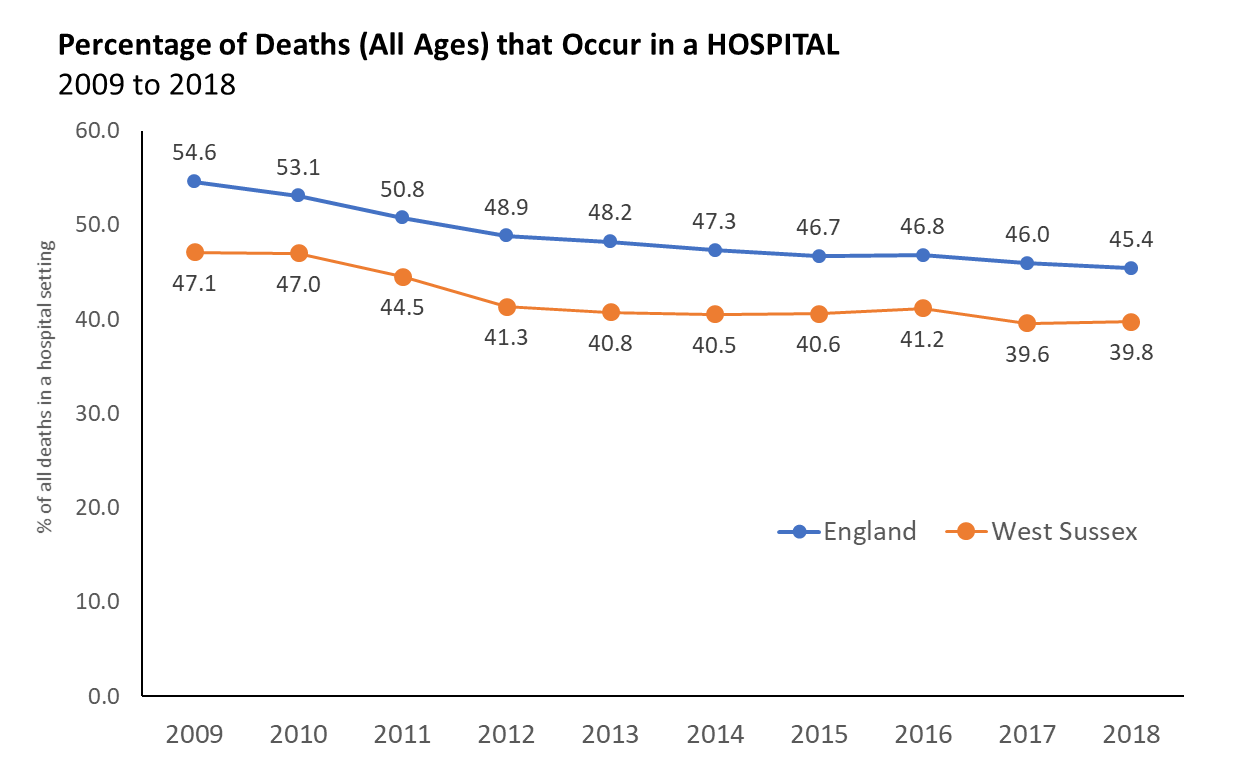 Percentage of Deaths (All Ages) that Occur in a HOSPITAL
2009 to 2018
% of all deaths in a hospital setting
60.0
50.0
40.0
30.0
20.0
10.0
0.0
54.6 53.1 50.8 48.9 48.2 47.3 46.7 46.8 46.0 45.4
47.1 47.0 44.5 41.3 40.8 40.5 40.6 41.2 39.6 39.8
England West Sussex
2009 2010 2011 2012 2013 2014 2015 2016 2017 2018